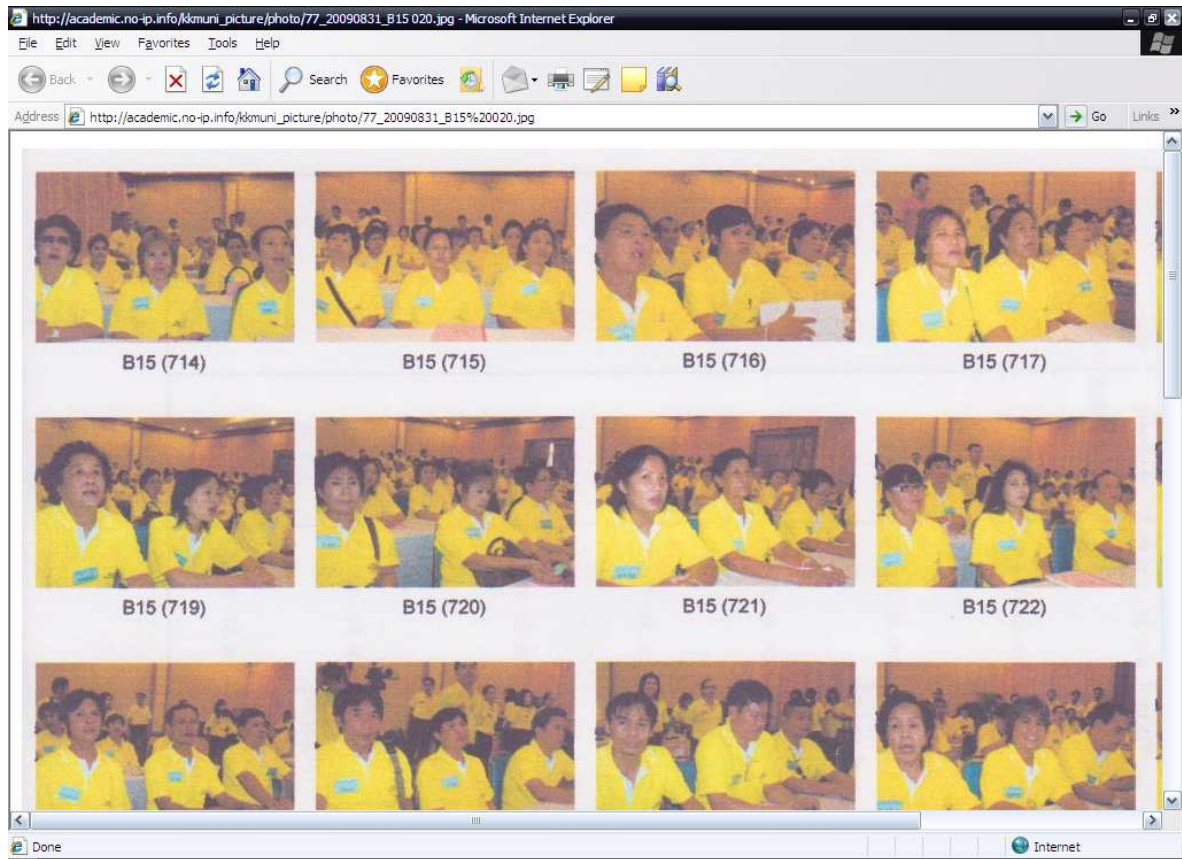 http://academic.no-ip.info/kkmuni_picture/photo/77_20090831_B15 020.jpg - Microsoft Internet Explorer
File Edit View Favorites Tools Help
Back Search Favorites
Address http://academic.no-ip.info/kkmuni_picture/photo/77_20090831_B15%20020.jpg Go Links »
B15 (714) B15 (715) B15 (716) B15 (717)
B15 (719) B15 (720) B15 (721) B15 (722)
Done Internet